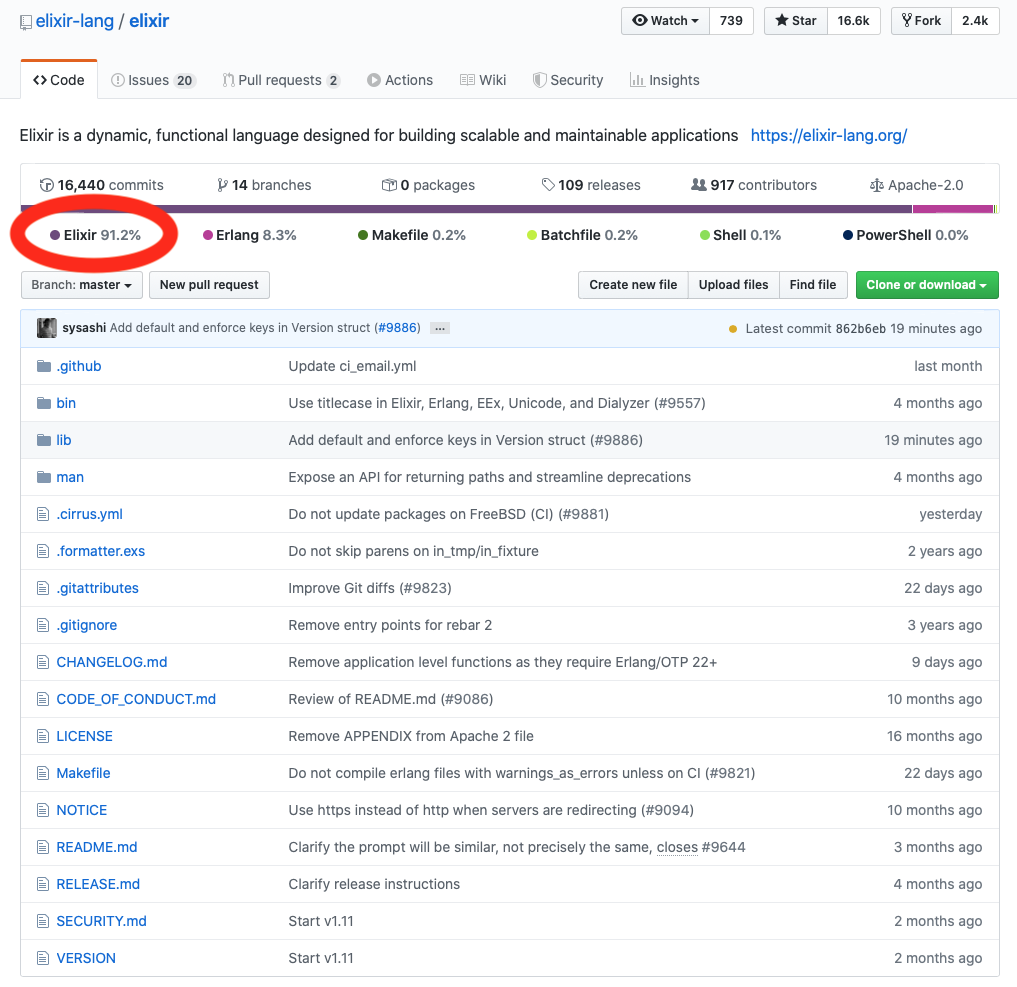 elixir-lang / elixir
Watch 739 Star 16.6k Fork 2.4k
Code Issues 20 Pull requests 2 Actions Wiki Security Insights
Elixir is a dynamic, functional language designed for building scalable and maintainable applications https://elixir-lang.org/
16,440 commits 14 branches 0 packages 109 releases 917 contributors Apache-2.0
Elixir 91.2% Erlang 8.3% Makefile 0.2% Batchfile 0.2% Shell 0.1% PowerShell 0.0%
Branch: master New pull request Create new file Upload files Find file Clone or download
sysashi Add default and enforce keys in Version struct (#9886) ... Latest commit 862b6eb 19 minutes ago
.github Update ci_email.yml last month
bin Use titlecase in Elixir, Erlang, EEx, Unicode, and Dialyzer (#9557) 4 months ago
lib Add default and enforce keys in Version struct (#9886) 19 minutes ago
man Expose an API for returning paths and streamline deprecations 4 months ago
.cirrus.yml Do not update packages on FreeBSD (CI) (#9881) yesterday
.formatter.exs Do not skip parens on in_tmp/in_fixture 2 years ago
.gitattributes Improve Git diffs (#9823) 22 days ago
.gitignore Remove entry points for rebar 2 3 years ago
CHANGELOG.md Remove application level functions as they require Erlang/OTP 22+ 9 days ago
CODE_OF_CONDUCT.md Review of README.md (#9086) 10 months ago
LICENSE Remove APPENDIX from Apache 2 file 16 months ago
Makefile Do not compile erlang files with warnings_as_errors unless on CI (#9821) 22 days ago
NOTICE Use https instead of http when servers are redirecting (#9094) 10 months ago
README.md Clarify the prompt will be similar, not precisely the same, closes #9644 3 months ago
RELEASE.md Clarify release instructions 4 months ago
SECURITY.md Start v1.11 2 months ago
VERSION Start v1.11 2 months ago